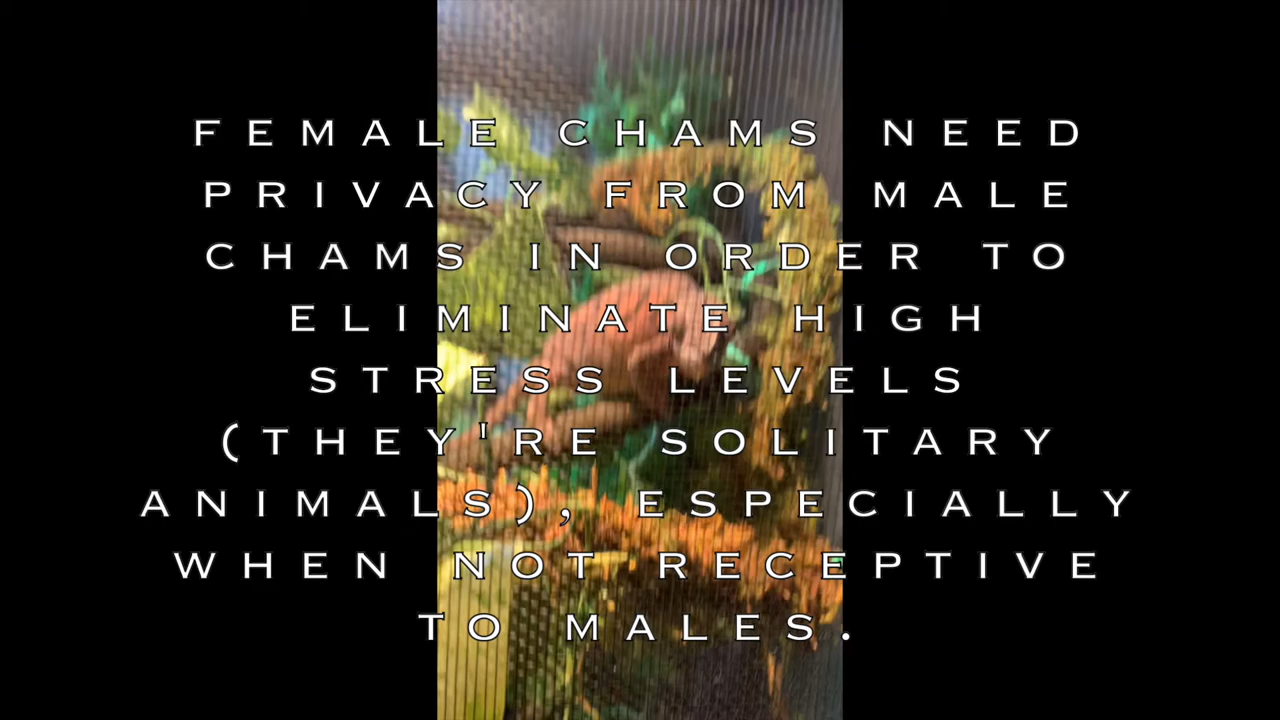 FEMALE CHAMS NEED
PRIVACY FROM MALE
CHAMS IN ORDER TO
ELIMINATE HIGH
STRESS LEVELS
(THEY'RE SOLITARY
ANIMALS), ESPECIALLY
WHEN NOT RECEPTIVE
TO MALES.